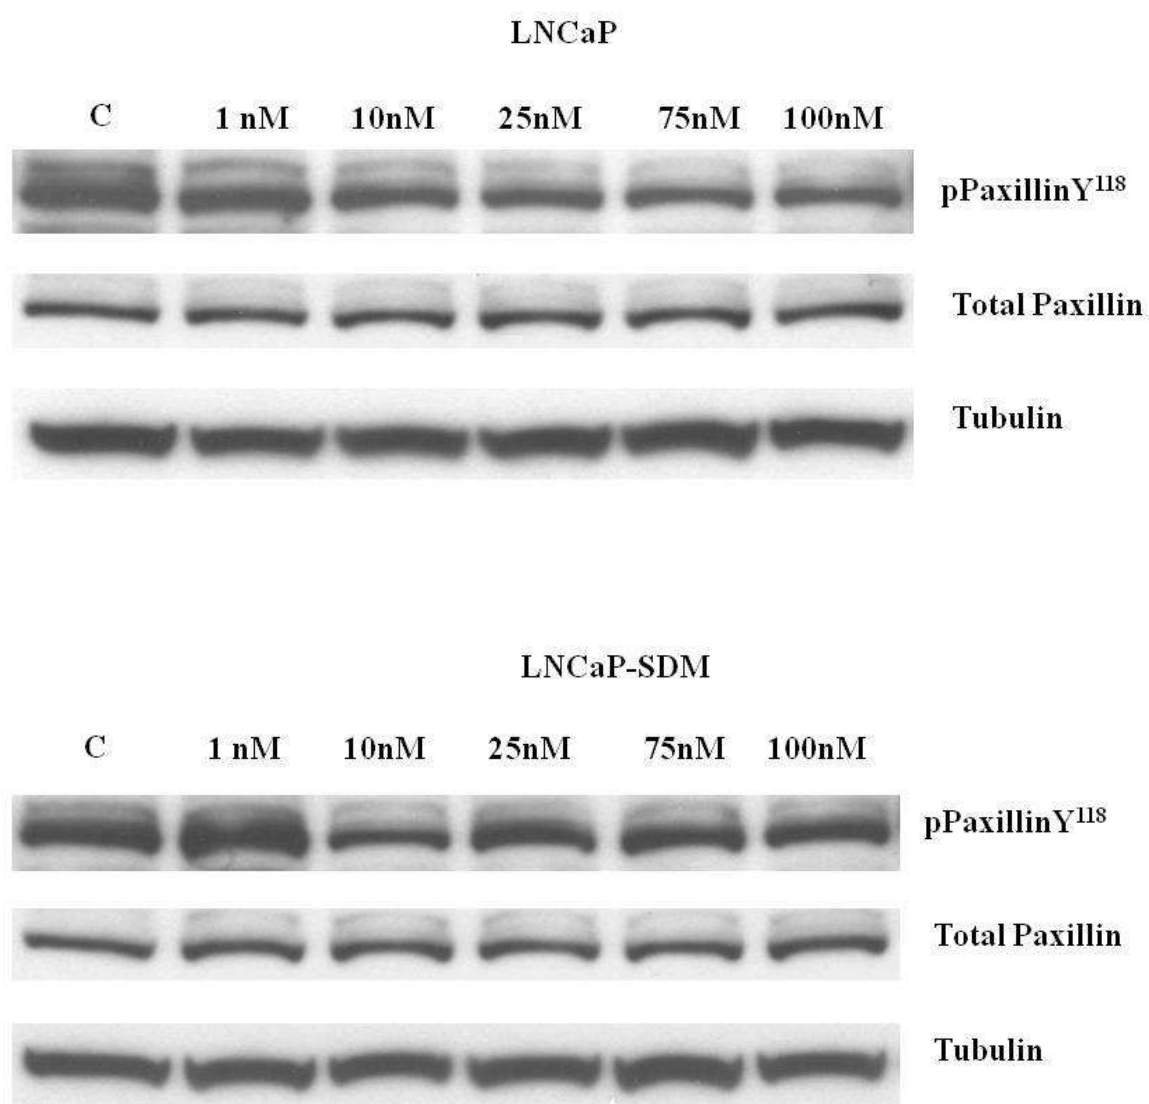 LNCaP
C 1 nM 10nM 25nM 75nM 100nM
pPaxillinY¹¹⁸
Total Paxillin
Tubulin
LNCaP-SDM
C 1 nM 10nM 25nM 75nM 100nM
pPaxillinY¹¹⁸
Total Paxillin
Tubulin